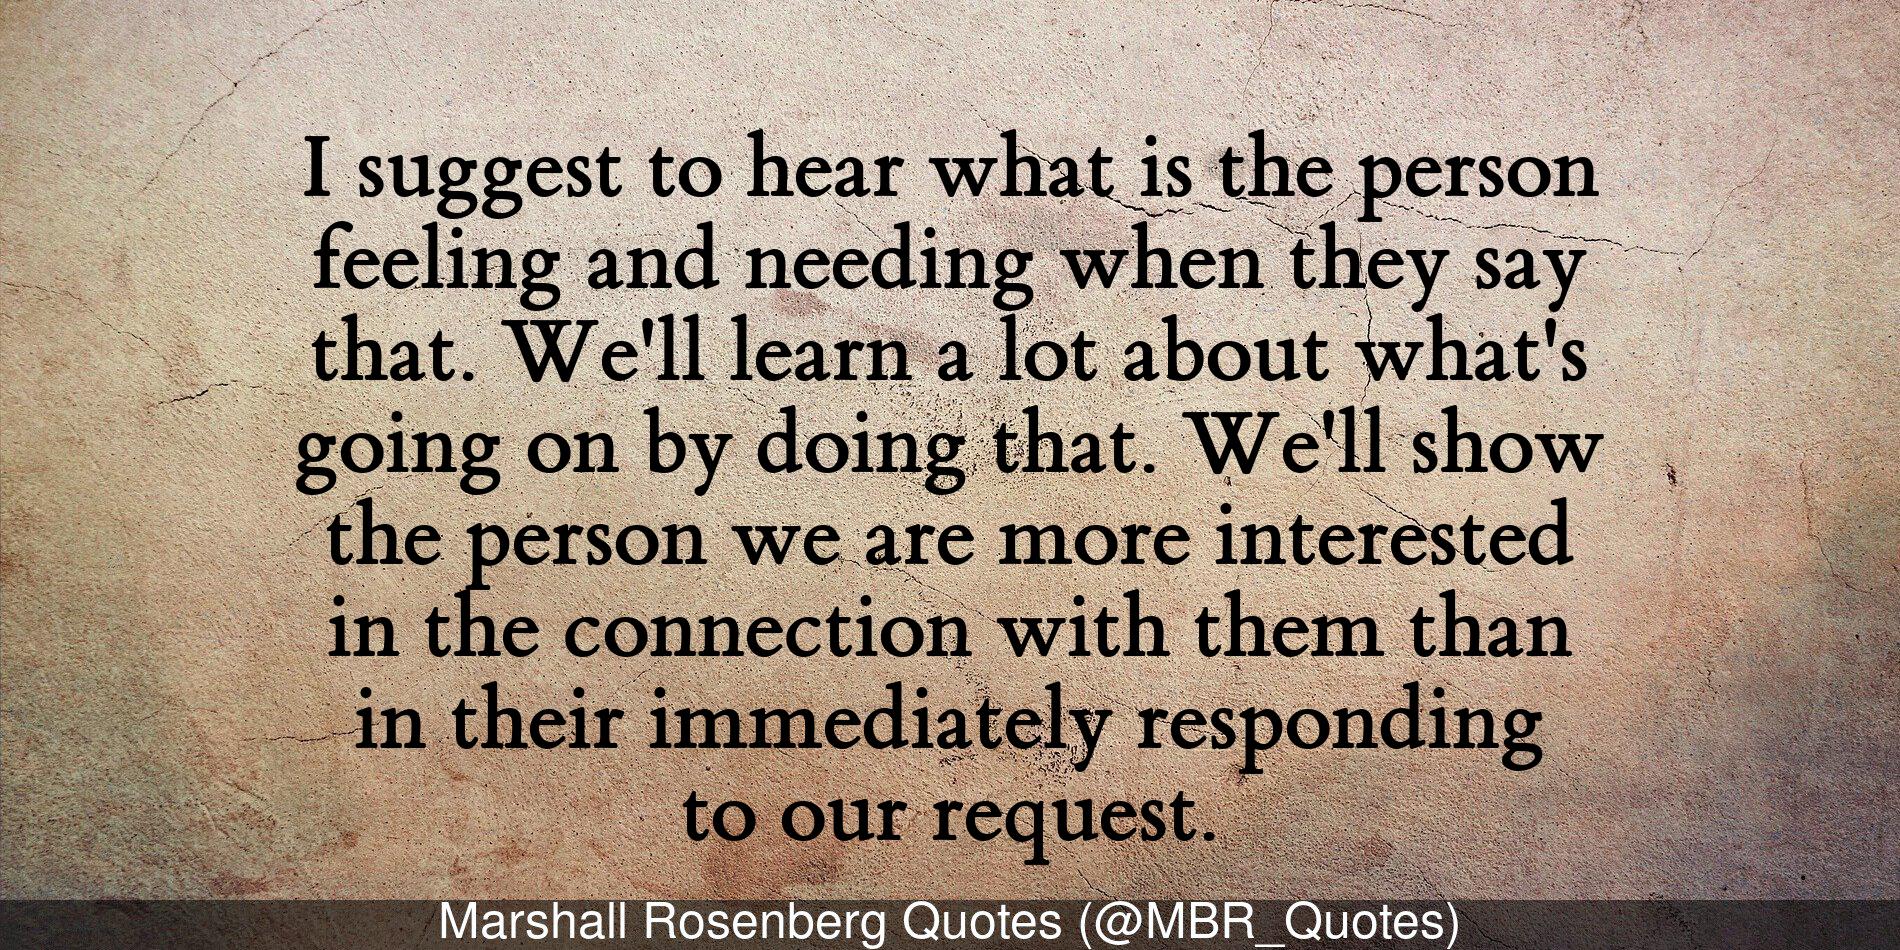 I suggest to hear what is the person
feeling and needing when they say
that. We'll learn a lot about what's
going on by doing that. We'll show
the person we are more interested
in the connection with them than
in their immediately responding
to our request.
Marshall Rosenberg Quotes (@MBR_Quotes)